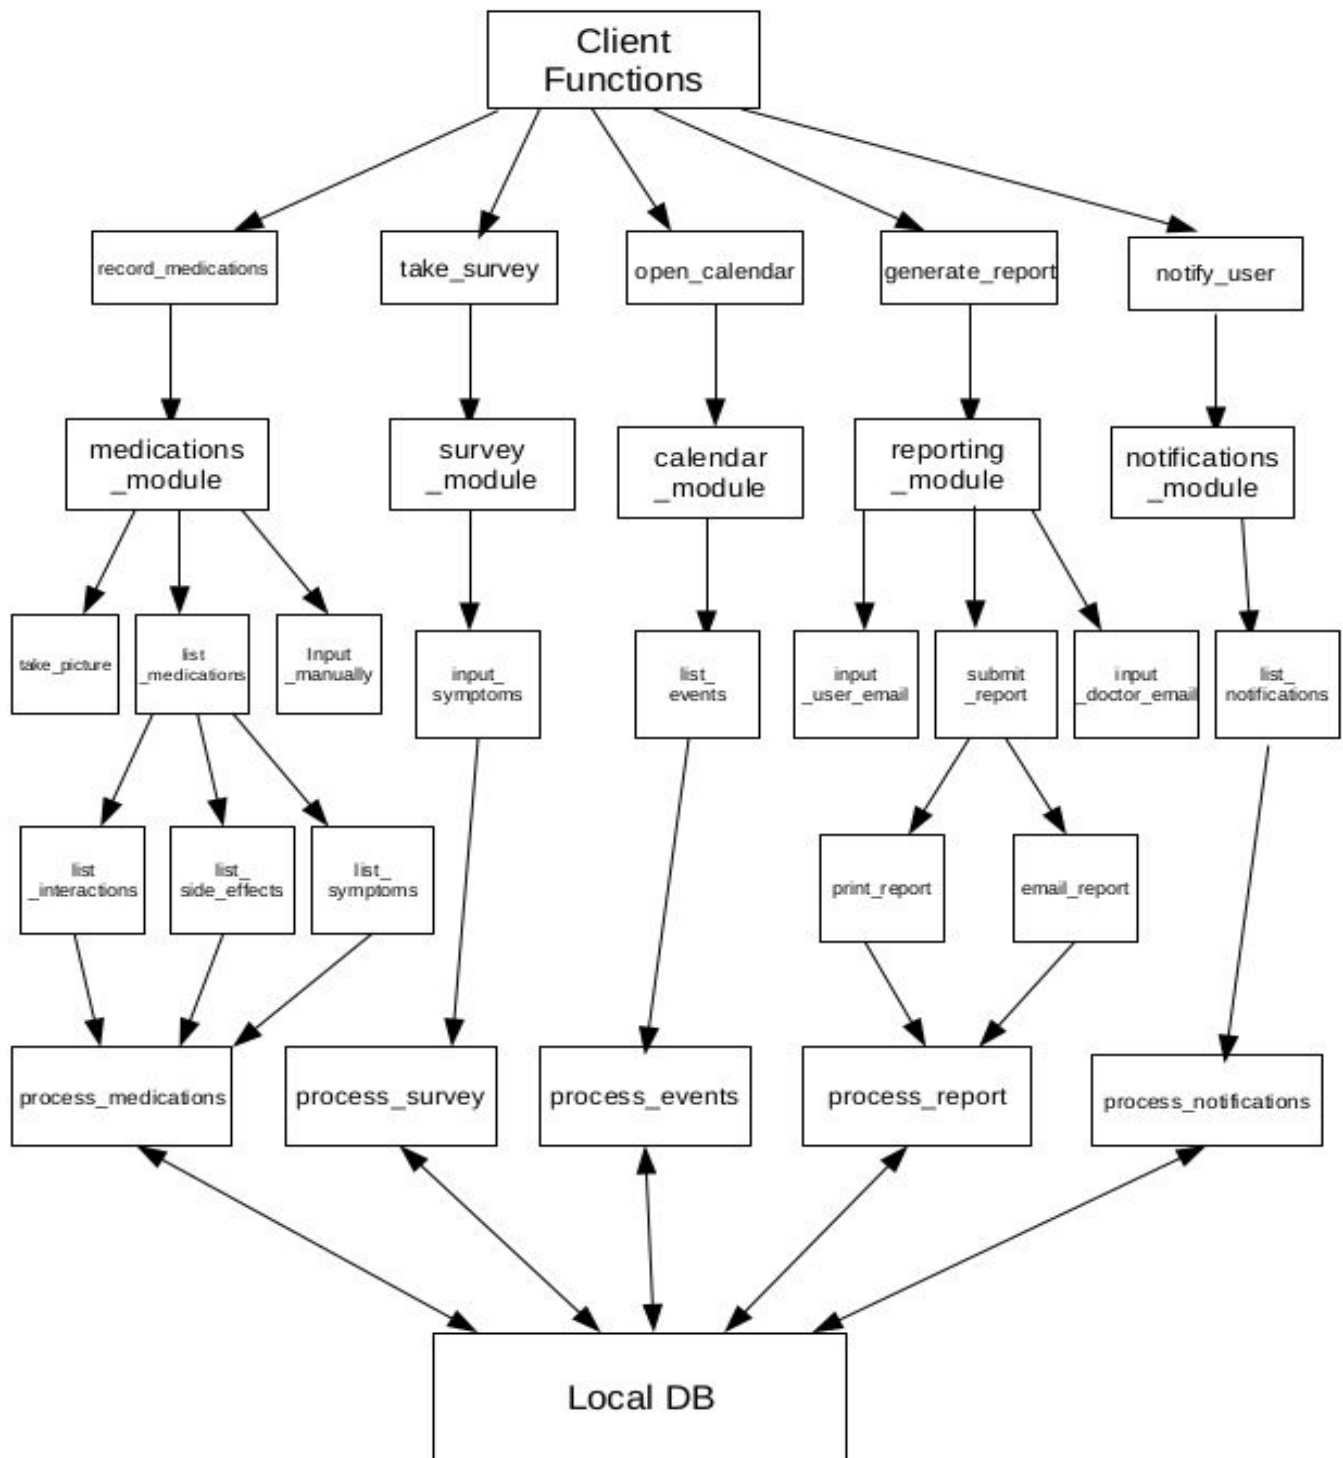 Client
Functions
record_medications
take_survey
open_calendar
generate_report
notify_user
medications
_module
survey
_module
calendar
_module
reporting
_module
notifications
_module
take_picture
list
_medications
Input
_manually
input_
symptoms
list_
events
input
_user_email
submit
_report
input
_doctor_email
list_
notifications
list
_interactions
list_
side_effects
list_
symptoms
print_report
email_report
process_medications
process_survey
process_events
process_report
process_notifications
Local DB